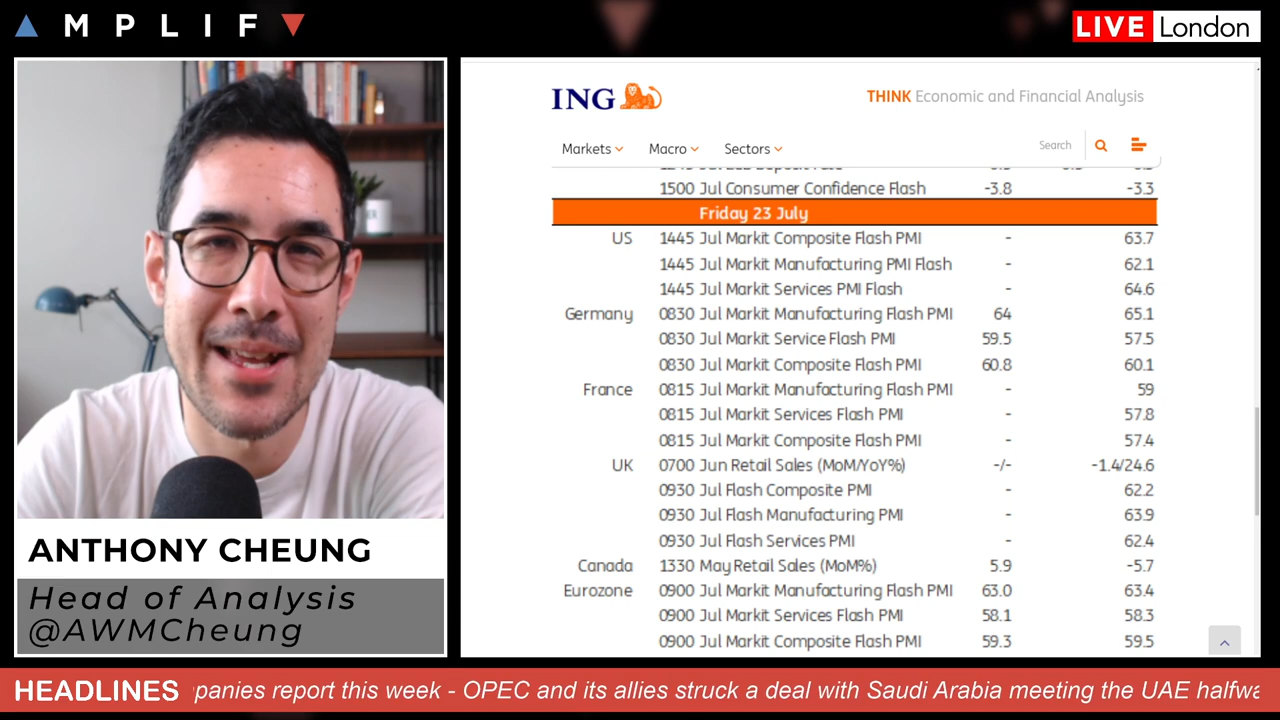 MPLIF
LIVE London
ING
THINK Economic and Financial Analysis
Markets Macro Sectors Search
1500 Jul Consumer Confidence Flash -3.8 -3.3
Friday 23 July
US 1445 Jul Markit Composite Flash PMI - 63.7
1445 Jul Markit Manufacturing PMI Flash - 62.1
1445 Jul Markit Services PMI Flash - 64.6
Germany 0830 Jul Markit Manufacturing Flash PMI 64 65.1
0830 Jul Markit Service Flash PMI 59.5 57.5
0830 Jul Markit Composite Flash PMI 60.8 60.1
France 0815 Jul Markit Manufacturing Flash PMI - 59
0815 Jul Markit Services Flash PMI - 57.8
0815 Jul Markit Composite Flash PMI - 57.4
UK 0700 Jun Retail Sales (MoM/YoY%) -/- -1.4/24.6
0930 Jul Flash Composite PMI - 62.2
0930 Jul Flash Manufacturing PMI - 63.9
0930 Jul Flash Services PMI - 62.4
Canada 1330 May Retail Sales (MoM%) 5.9 -5.7
Eurozone 0900 Jul Markit Manufacturing Flash PMI 63.0 63.4
0900 Jul Markit Services Flash PMI 58.1 58.3
0900 Jul Markit Composite Flash PMI 59.3 59.5
ANTHONY CHEUNG
Head of Analysis
@AWMCheung
HEADLINES panies report this week - OPEC and its allies struck a deal with Saudi Arabia meeting the UAE halfwa